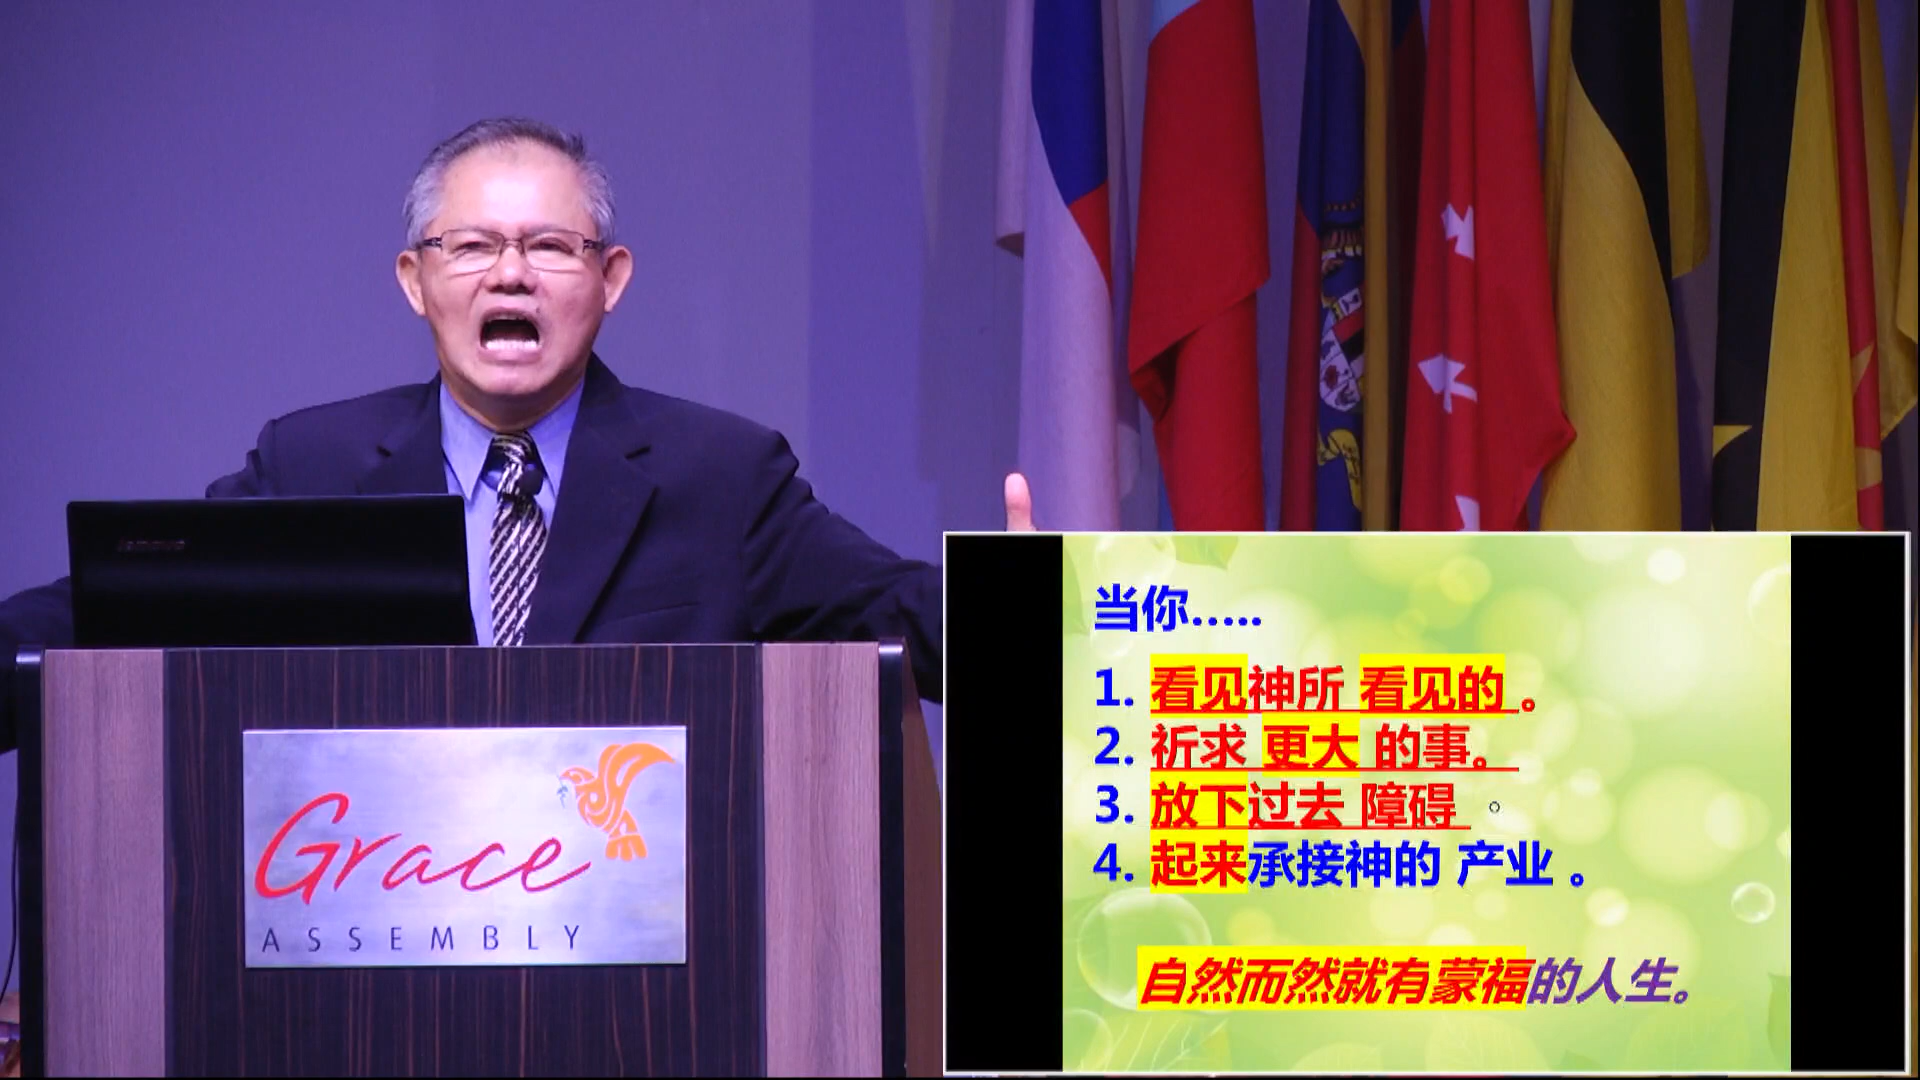 lenovo
Grace
ASSEMBLY
当你.....
1. 看见神所 看见的 。
2. 祈求 更大 的事。
3. 放下过去 障碍 。
4. 起来承接神的 产业 。
自然而然就有蒙福的人生。